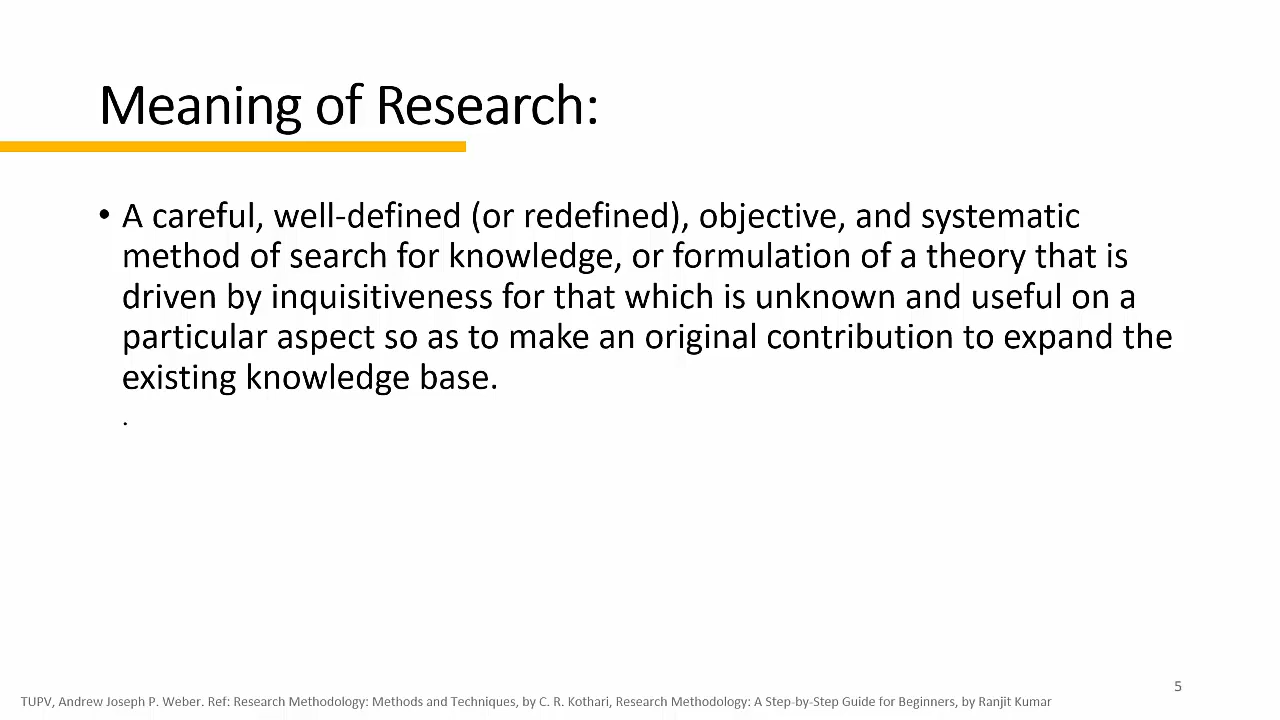 Meaning of Research:
• A careful, well-defined (or redefined), objective, and systematic
method of search for knowledge, or formulation of a theory that is
driven by inquisitiveness for that which is unknown and useful on a
particular aspect so as to make an original contribution to expand the
existing knowledge base.
.
5
TUPV, Andrew Joseph P. Weber. Ref: Research Methodology: Methods and Techniques, by C. R. Kothari, Research Methodology: A Step-by-Step Guide for Beginners, by Ranjit Kumar